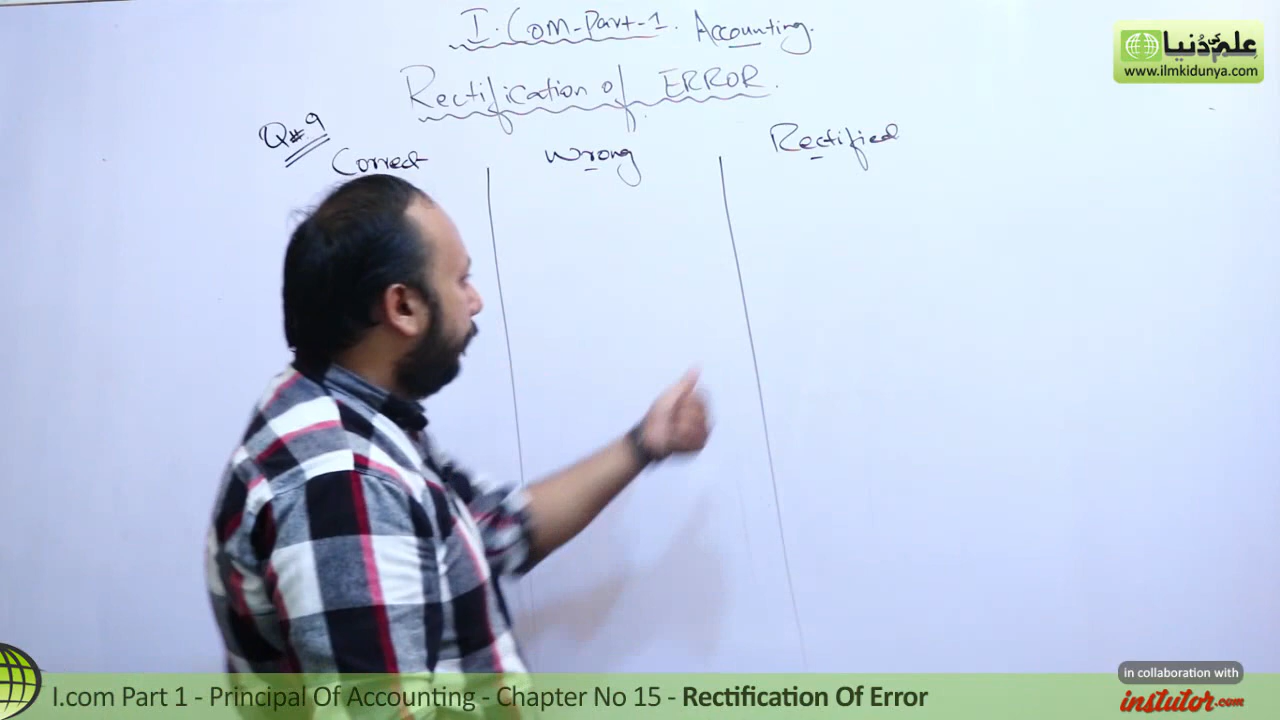 I.Com-Part-1. Accounting.
علم کی دنیا
www.ilmkidunya.com
Rectification of ERROR.
Q#9
Correct Wrong Rectified
in collaboration with
instutor.com
I.com Part 1 - Principal Of Accounting - Chapter No 15 - Rectification Of Error